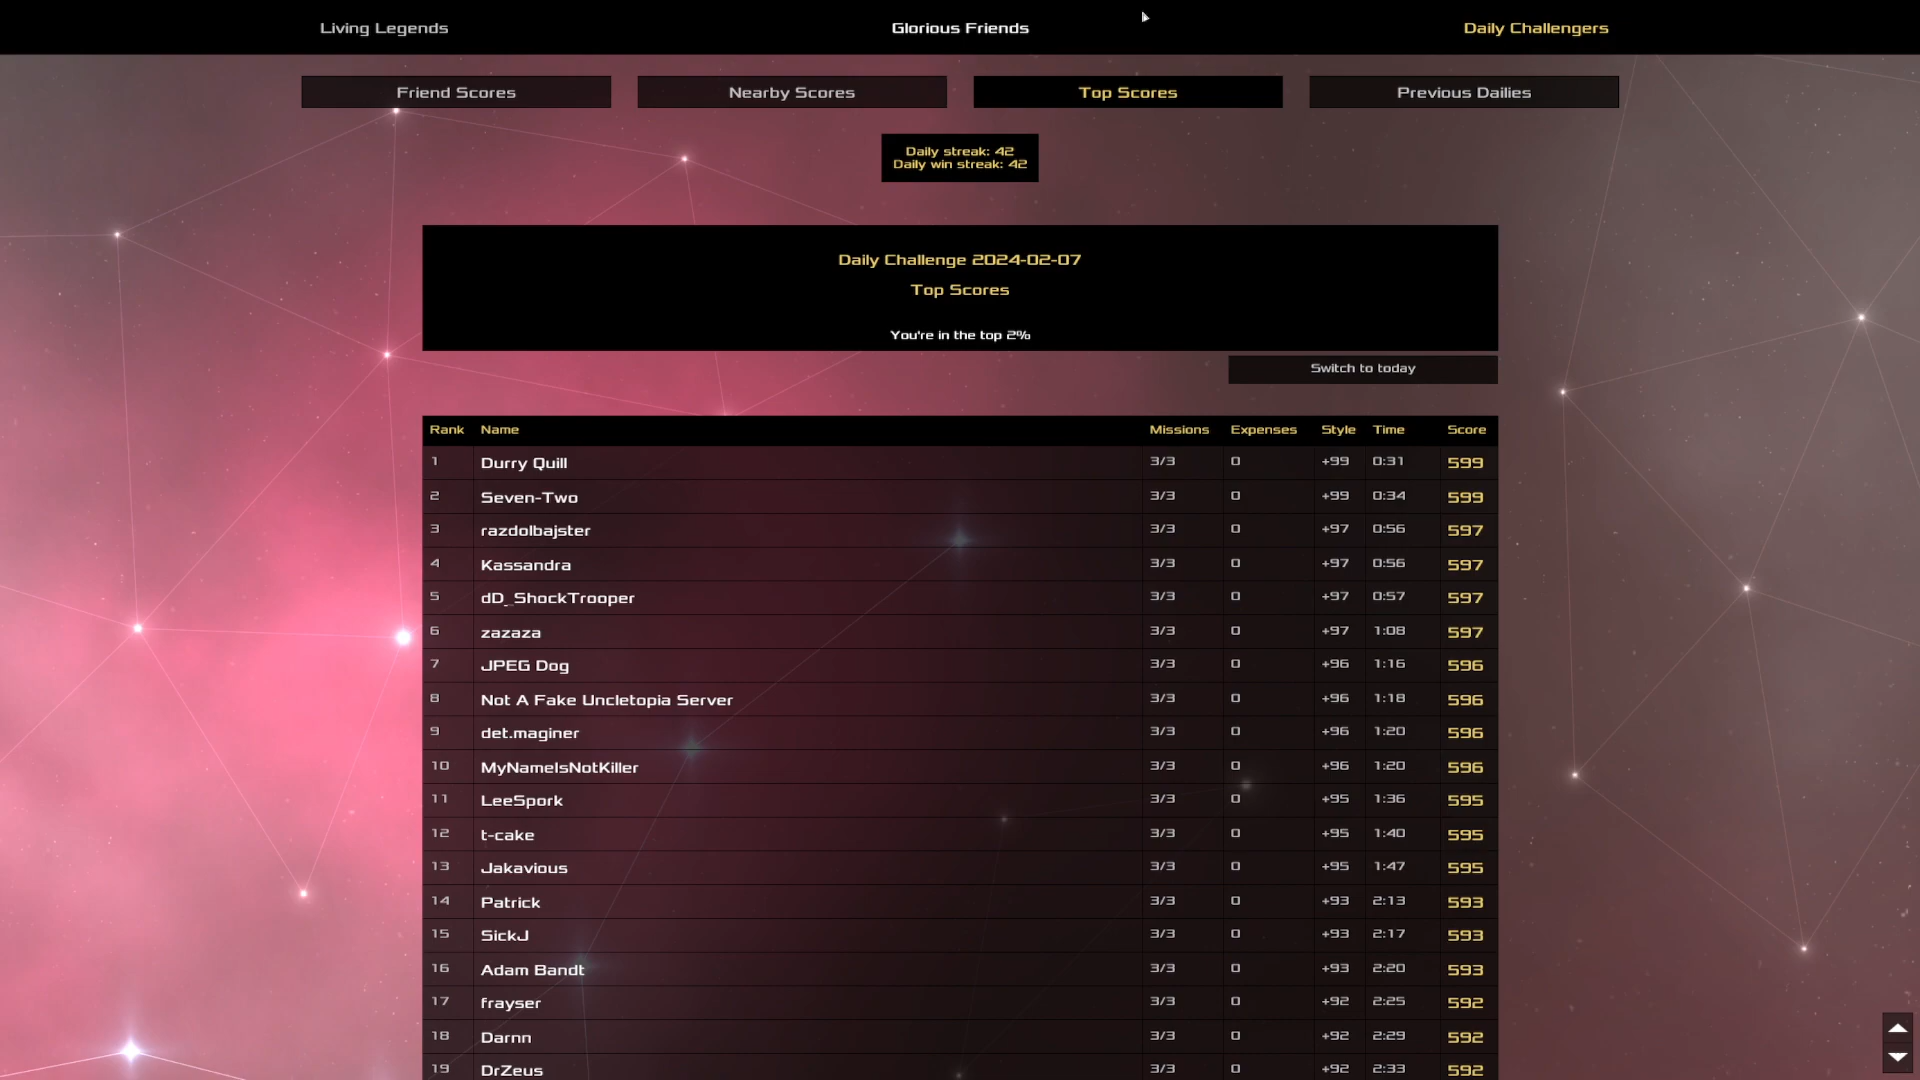 Living Legends Glorious Friends Daily Challengers
Friend Scores Nearby Scores Top Scores Previous Dailies
Daily streak: 42
Daily win streak: 42
Daily Challenge 2024-02-07
Top Scores
You're in the top 2%
Switch to today
Rank Name Missions Expenses Style Time Score
1 Durry Quill 3/3 0 +99 0:31 599
2 Seven-Two 3/3 0 +99 0:34 599
3 razdolbajster 3/3 0 +97 0:56 597
4 Kassandra 3/3 0 +97 0:56 597
5 dD_ShockTrooper 3/3 0 +97 0:57 597
6 zazaza 3/3 0 +97 1:08 597
7 JPEG Dog 3/3 0 +96 1:16 596
8 Not A Fake Uncletopia Server 3/3 0 +96 1:18 596
9 det.maginer 3/3 0 +96 1:20 596
10 MyNameIsNotKiller 3/3 0 +96 1:20 596
11 LeeSpork 3/3 0 +95 1:36 595
12 t-cake 3/3 0 +95 1:40 595
13 Jakavious 3/3 0 +95 1:47 595
14 Patrick 3/3 0 +93 2:13 593
15 SickJ 3/3 0 +93 2:17 593
16 Adam Bandt 3/3 0 +93 2:20 593
17 frayser 3/3 0 +92 2:25 592
18 Darnn 3/3 0 +92 2:29 592
19 DrZeus 3/3 0 +92 2:33 592